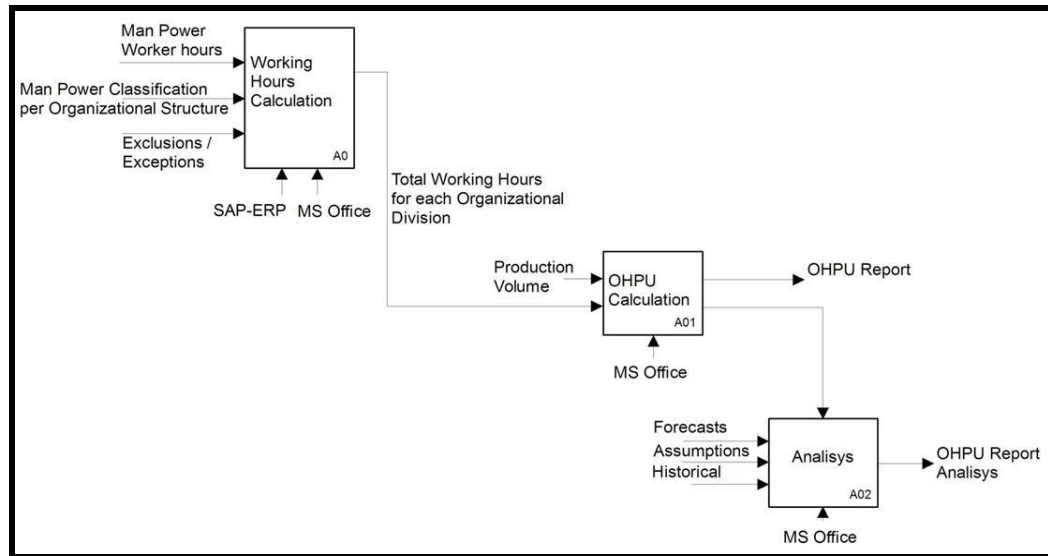 Man Power
Worker hours
Man Power Classification
per Organizational Structure
Exclusions /
Exceptions
Working
Hours
Calculation
A0
SAP-ERP
MS Office
Total Working Hours
for each Organizational
Division
Production
Volume
OHPU
Calculation
A01
OHPU Report
MS Office
Forecasts
Assumptions
Historical
Analisys
A02
OHPU Report
Analisys
MS Office